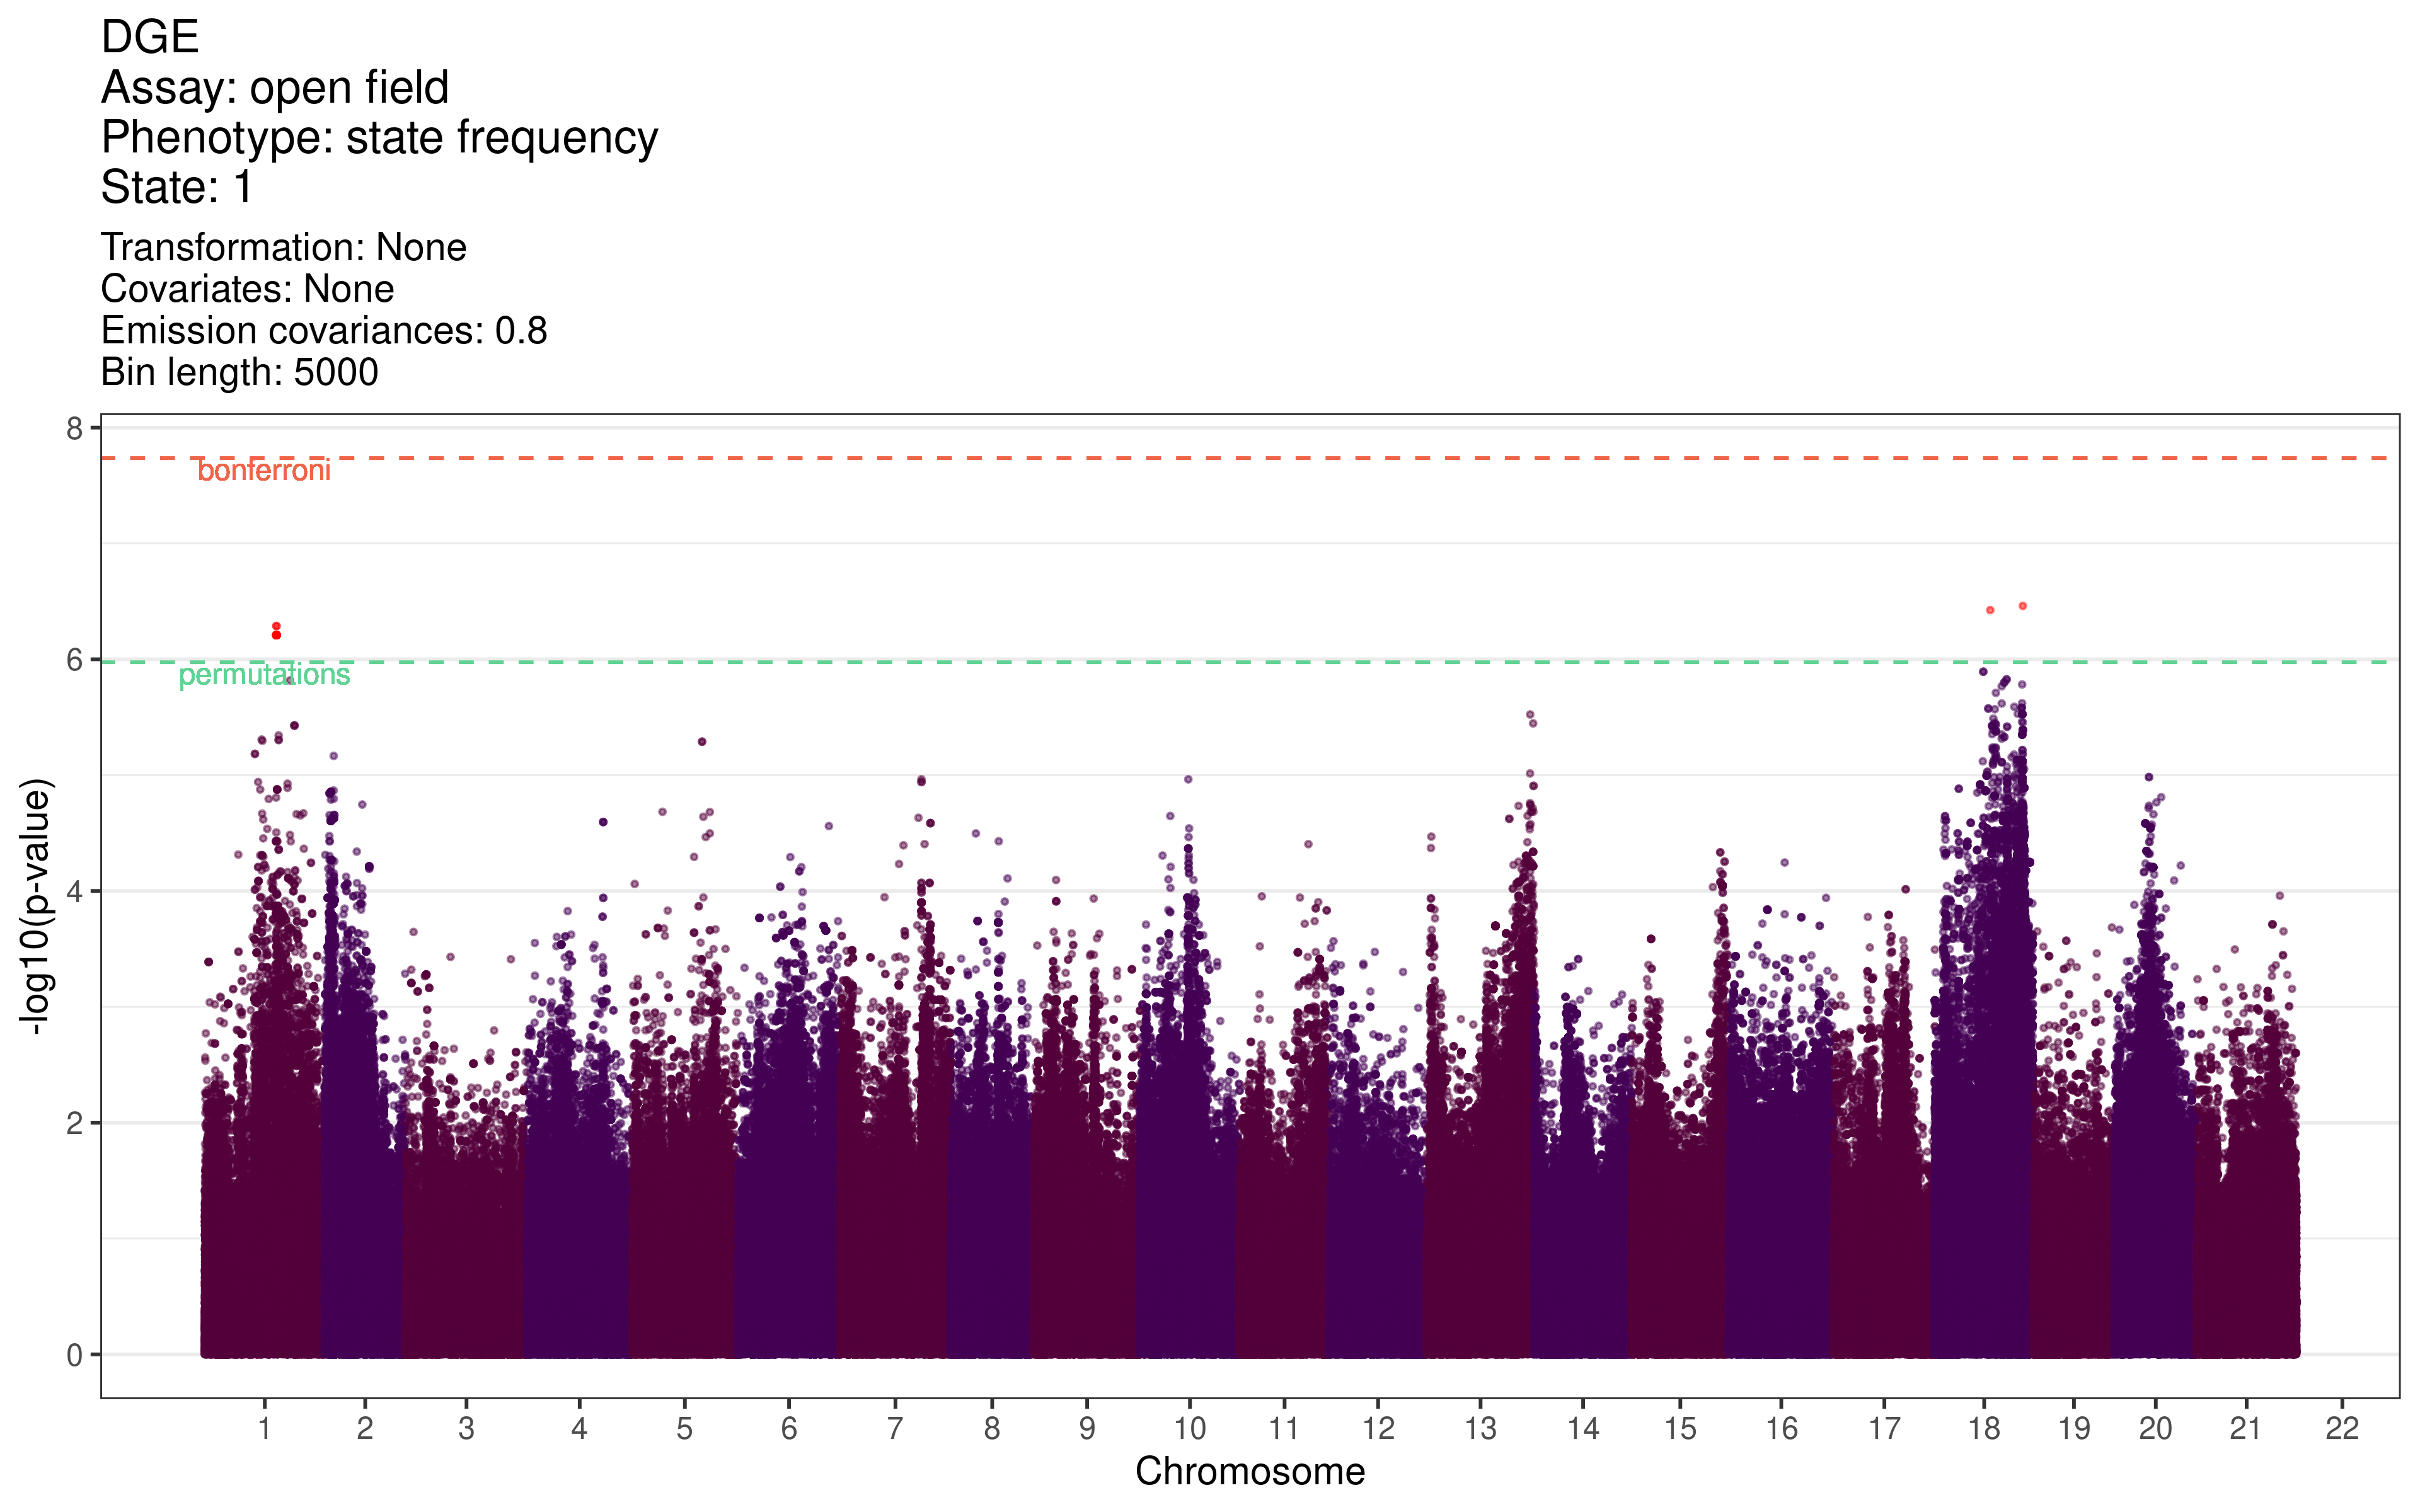 DGE
Assay: open field
Phenotype: state frequency
State: 1
Transformation: None
Covariates: None
Emission covariances: 0.8
Bin length: 5000
8
bonferroni
6
permutations
4
2
0
-log10(p-value)
1 2 3 4 5 6 7 8 9 10 11 12 13 14 15 16 17 18 19 20 21 22
Chromosome